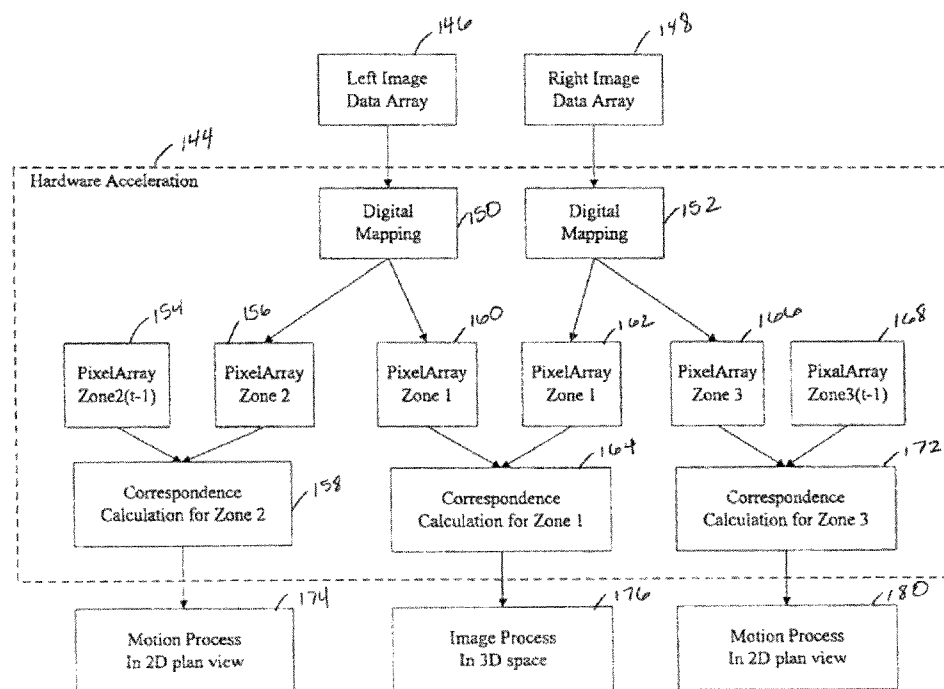 146
148
Left Image
Data Array
Right Image
Data Array
144
Hardware Acceleration
Digital
Mapping
150
Digital
Mapping
152
154
156
160
162
166
168
PixelArray
Zone2(t-1)
PixelArray
Zone 2
PixelArray
Zone 1
PixelArray
Zone 1
PixelArray
Zone 3
PixalArray
Zone3(t-1)
Correspondence
Calculation for Zone 2
158
164
Correspondence
Calculation for Zone 1
172
Correspondence
Calculation for Zone 3
174
176
180
Motion Process
In 2D plan view
Image Process
In 3D space
Motion Process
In 2D plan view